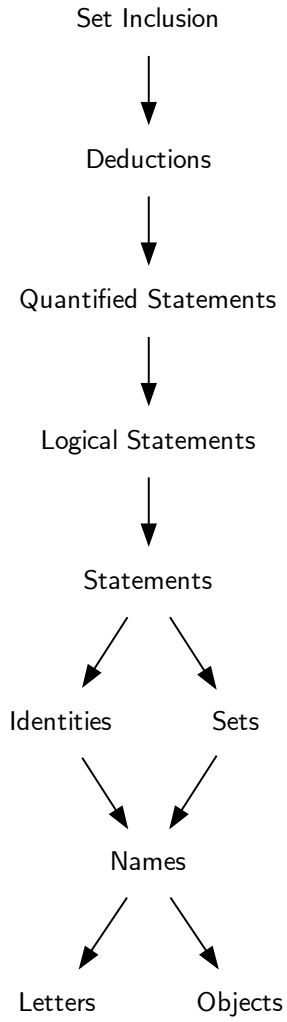 Set Inclusion
Deductions
Quantified Statements
Logical Statements
Statements
Identities
Sets
Names
Letters
Objects